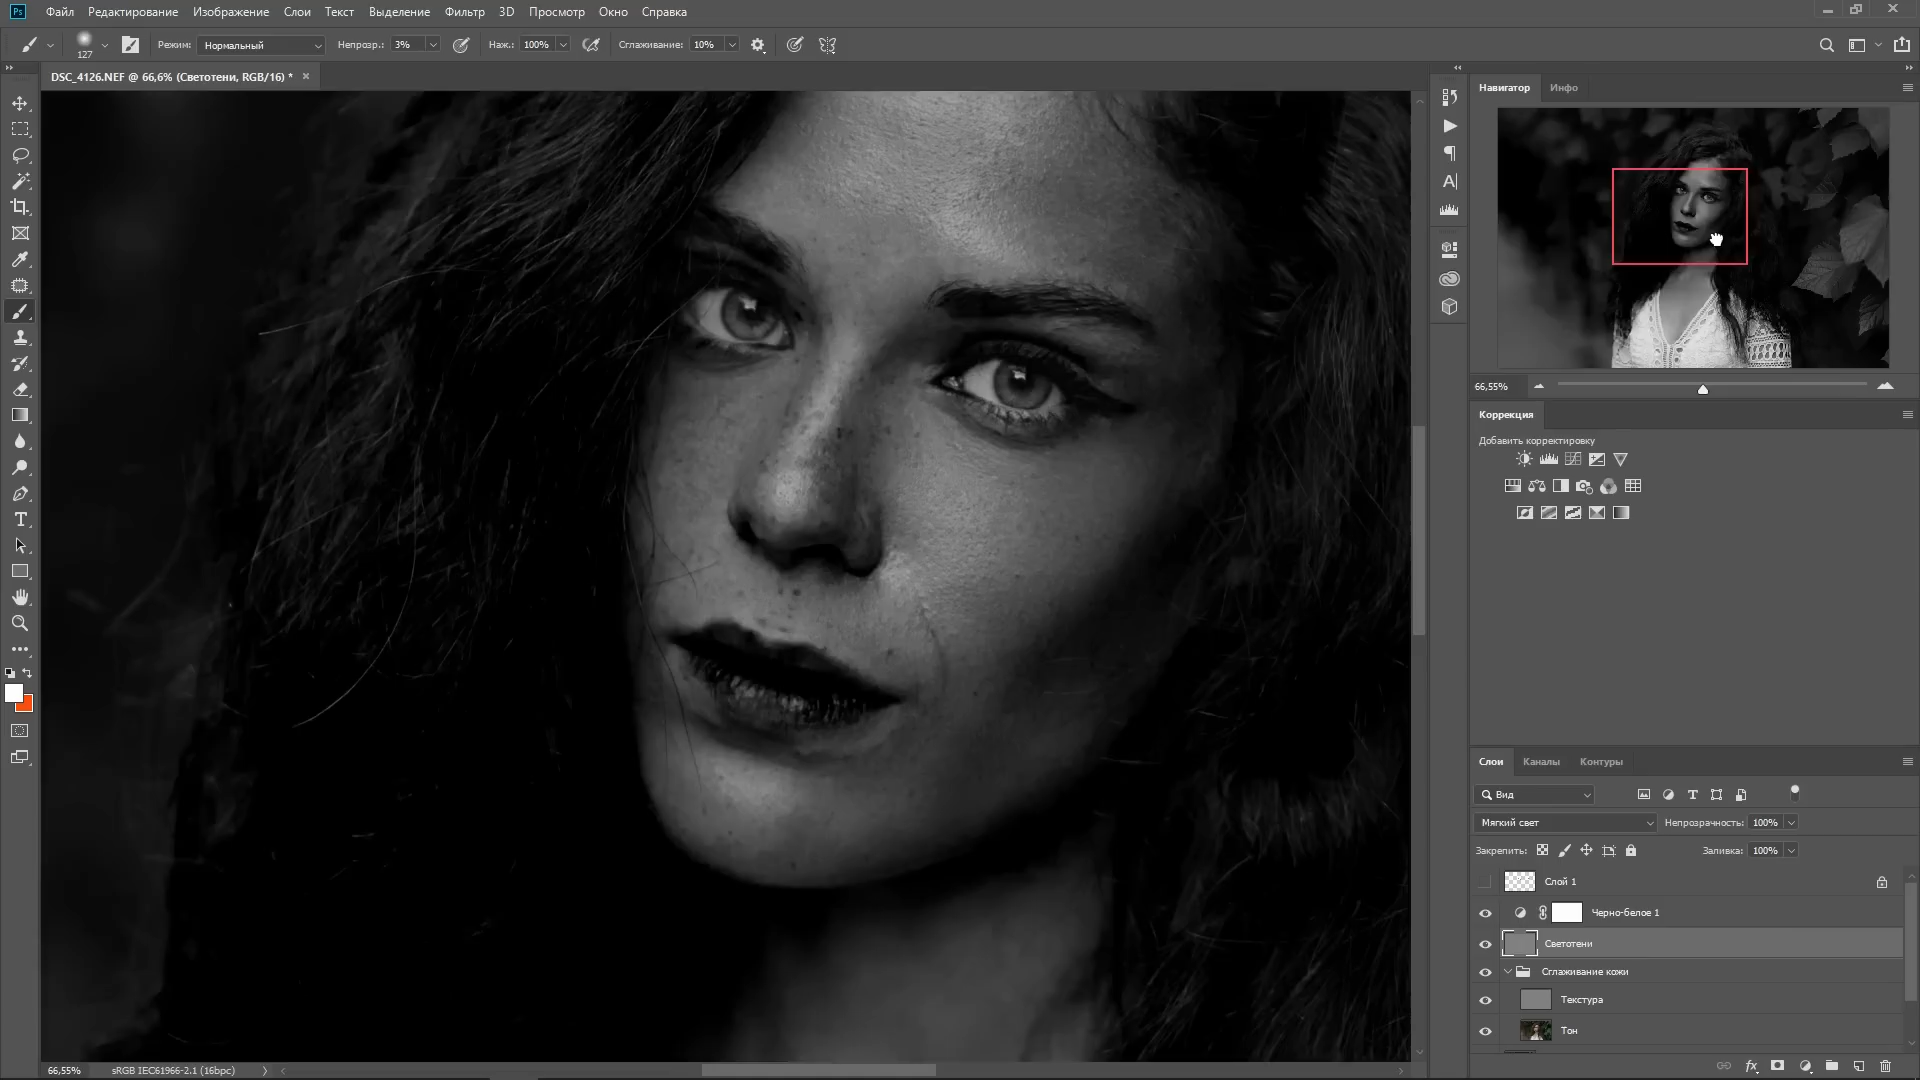 Ps Файл Редактирование Изображение Слои Текст Выделение Фильтр 3D Просмотр Окно Справка
127 Режим: Нормальный Непрозр.: 3% Наж.: 100% Сглаживание: 10%
DSC_4126.NEF @ 66,6% (Светотени, RGB/16) *
Навигатор Инфо
66,55%
Коррекция
Добавить корректировку
Слои Каналы Контуры
Вид
Мягкий свет Непрозрачность: 100%
Закрепить: Заливка: 100%
Слой 1
Черно-белое 1
Светотени
Сглаживание кожи
Текстура
Тон
66,55% sRGB IEC61966-2.1 (16bpc)